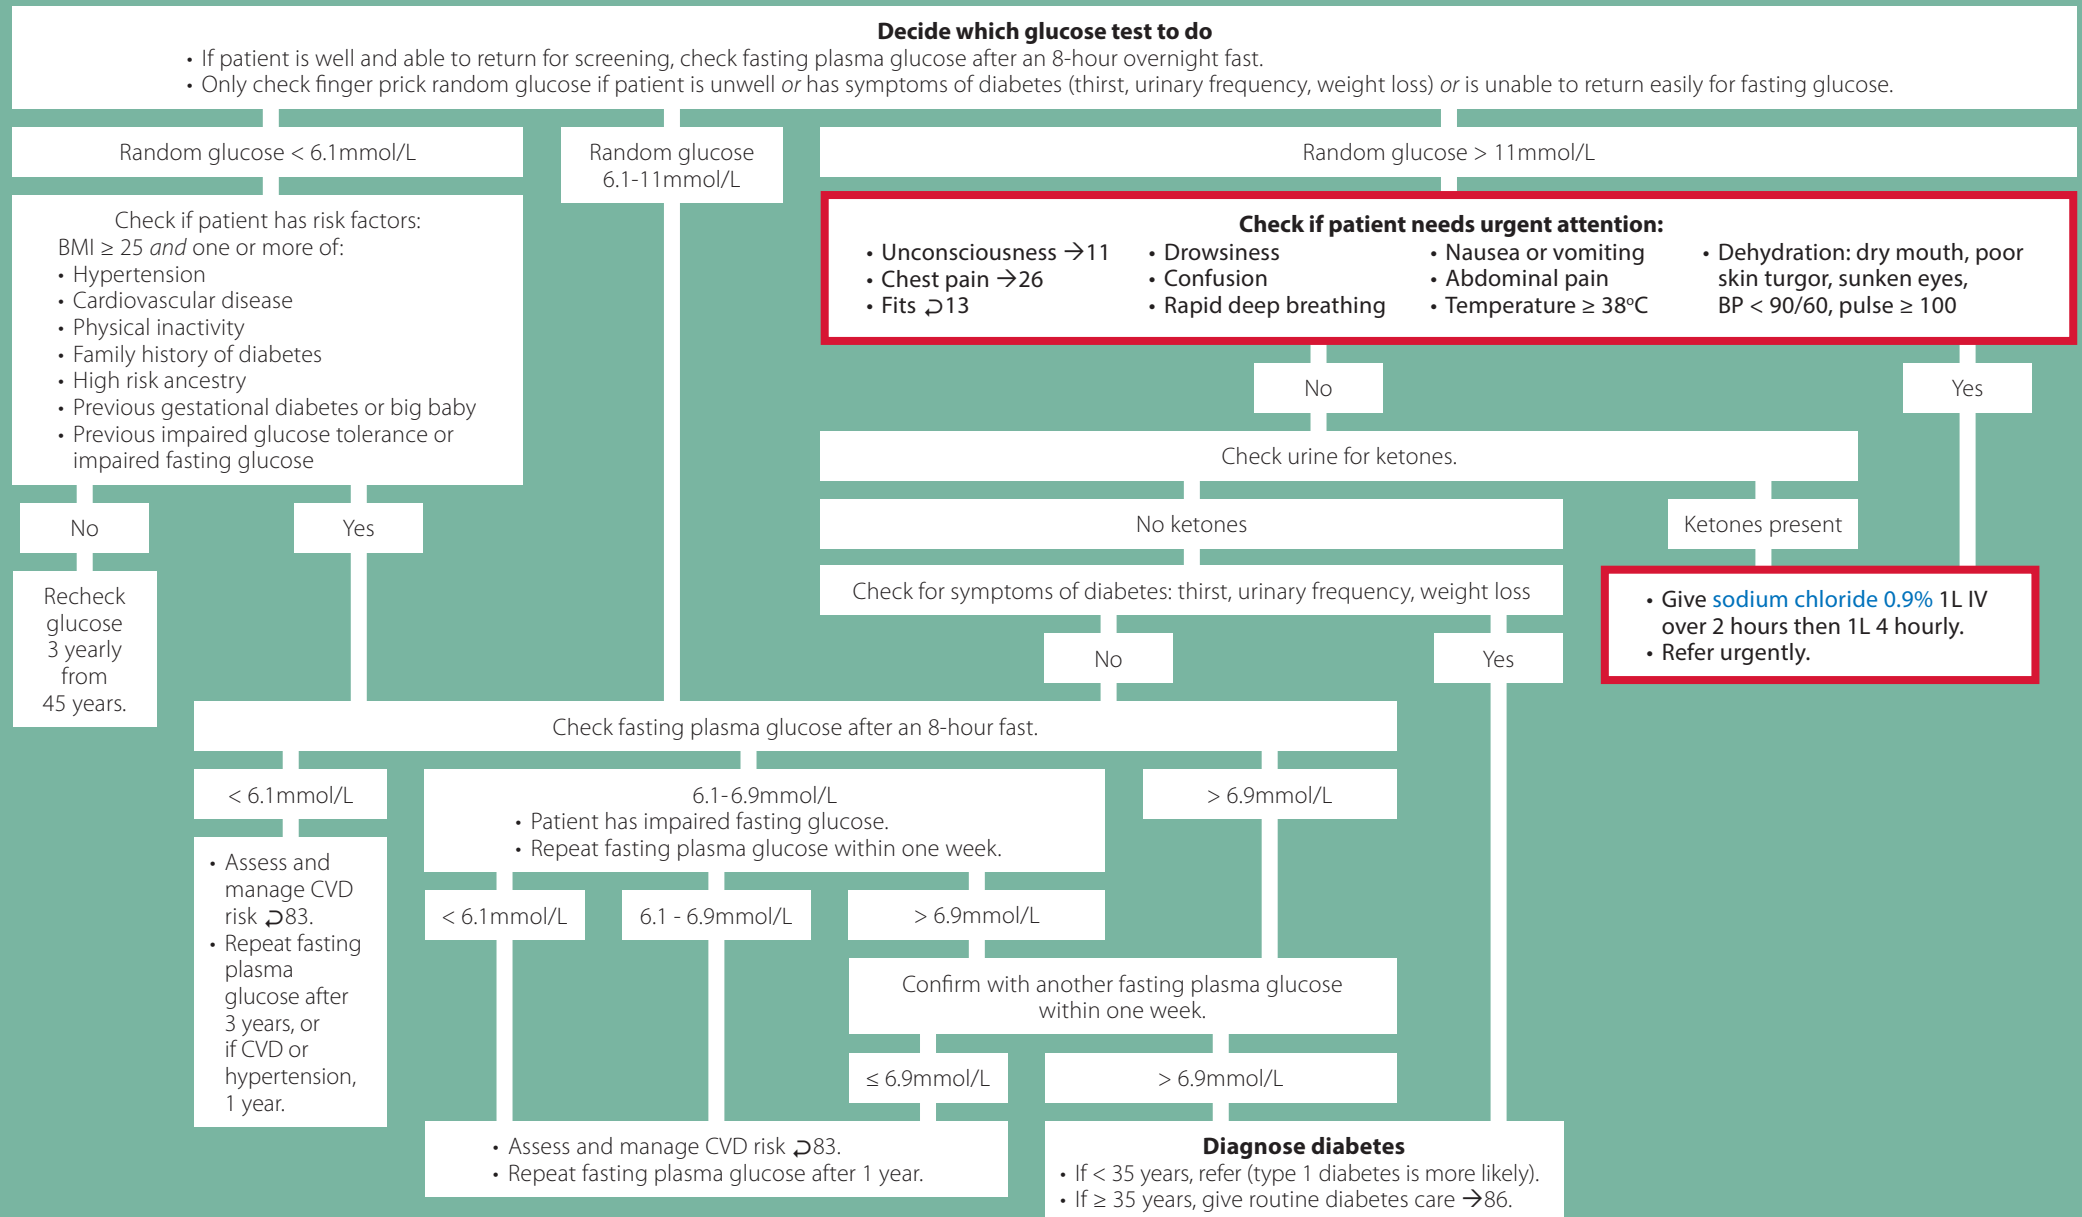 Decide which glucose test to do
• If patient is well and able to return for screening, check fasting plasma glucose after an 8-hour overnight fast.
• Only check finger prick random glucose if patient is unwell or has symptoms of diabetes (thirst, urinary frequency, weight loss) or is unable to return easily for fasting glucose.
Random glucose < 6.1mmol/L
Random glucose
6.1-11mmol/L
Random glucose > 11mmol/L
Check if patient has risk factors:
BMI ≥ 25 and one or more of:
• Hypertension
• Cardiovascular disease
• Physical inactivity
• Family history of diabetes
• High risk ancestry
• Previous gestational diabetes or big baby
• Previous impaired glucose tolerance or
impaired fasting glucose
Check if patient needs urgent attention:
• Unconsciousness →11
• Chest pain →26
• Fits ⮌13
• Drowsiness
• Confusion
• Rapid deep breathing
• Nausea or vomiting
• Abdominal pain
• Temperature ≥ 38°C
• Dehydration: dry mouth, poor
skin turgor, sunken eyes,
BP < 90/60, pulse ≥ 100
No
Yes
Check urine for ketones.
No
Yes
No ketones
Ketones present
Recheck
glucose
3 yearly
from
45 years.
Check for symptoms of diabetes: thirst, urinary frequency, weight loss
• Give sodium chloride 0.9% 1L IV
over 2 hours then 1L 4 hourly.
• Refer urgently.
No
Yes
Check fasting plasma glucose after an 8-hour fast.
< 6.1mmol/L
6.1-6.9mmol/L
• Patient has impaired fasting glucose.
• Repeat fasting plasma glucose within one week.
> 6.9mmol/L
• Assess and
manage CVD
risk ⮌83.
• Repeat fasting
plasma
glucose after
3 years, or
if CVD or
hypertension,
1 year.
< 6.1mmol/L
6.1 - 6.9mmol/L
> 6.9mmol/L
Confirm with another fasting plasma glucose
within one week.
≤ 6.9mmol/L
> 6.9mmol/L
• Assess and manage CVD risk ⮌83.
• Repeat fasting plasma glucose after 1 year.
Diagnose diabetes
• If < 35 years, refer (type 1 diabetes is more likely).
• If ≥ 35 years, give routine diabetes care →86.